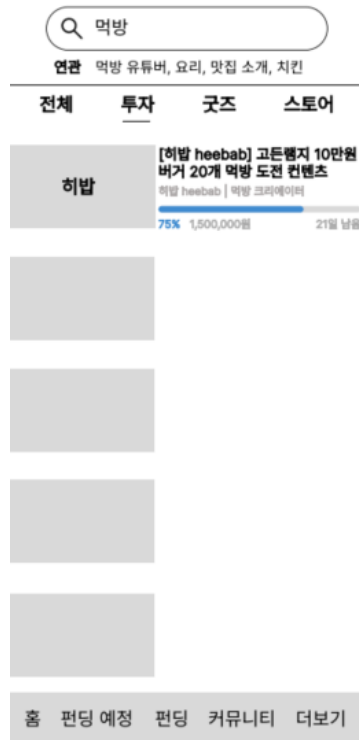 먹방
연관 먹방 유튜버, 요리, 맛집 소개, 치킨
전체 투자 굿즈 스토어
히밥
[히밥 heebab] 고든램지 10만원
버거 20개 먹방 도전 컨텐츠
히밥 heebab | 먹방 크리에이터
75% 1,500,000원 21일 남음
홈 펀딩 예정 펀딩 커뮤니티 더보기